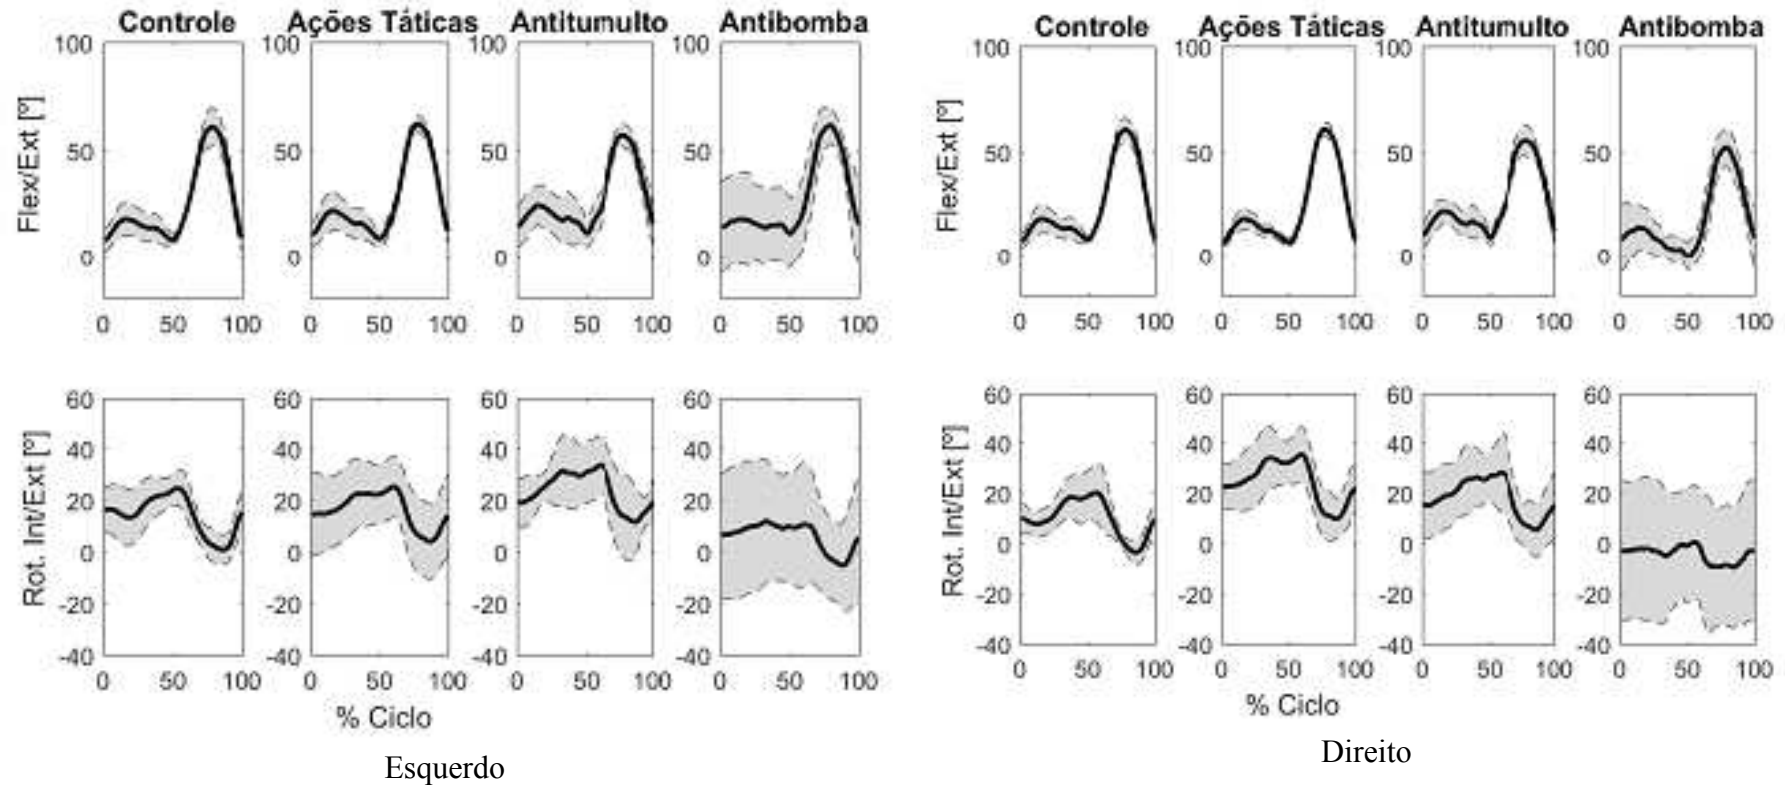 Controle Ações Táticas Antitumulto Antibomba
Flex/Ext [º]
100 100 100 100
50 50 50 50
0 0 0 0
0 50 100 0 50 100 0 50 100 0 50 100
Rot. Int/Ext [º]
60 60 60 60
40 40 40 40
20 20 20 20
0 0 0 0
-20 -20 -20 -20
-40 -40 -40 -40
0 50 100 0 50 100 0 50 100 0 50 100
% Ciclo
Esquerdo
Controle Ações Táticas Antitumulto Antibomba
Flex/Ext [º]
100 100 100 100
50 50 50 50
0 0 0 0
0 50 100 0 50 100 0 50 100 0 50 100
Rot. Int/Ext [º]
60 60 60 60
40 40 40 40
20 20 20 20
0 0 0 0
-20 -20 -20 -20
-40 -40 -40 -40
0 50 100 0 50 100 0 50 100 0 50 100
% Ciclo
Direito